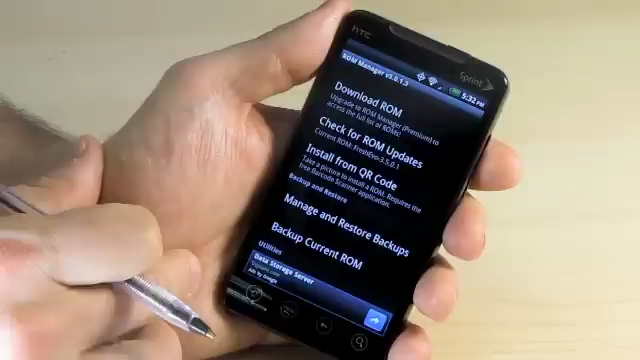 hTC
Sprint
5:32 PM
ROM Manager v3.0.1.3
Download ROM
Upgrade to ROM Manager (Premium) to
access the full list of ROMs!
Check for ROM Updates
Current ROM: FreshEvo-3.5.0.1
Install from QR Code
Take a picture to install a ROM. Requires the
free Barcode Scanner application.
Backup and Restore
Manage and Restore Backups
Backup Current ROM
Utilities
Data Storage Server
Ads by Google